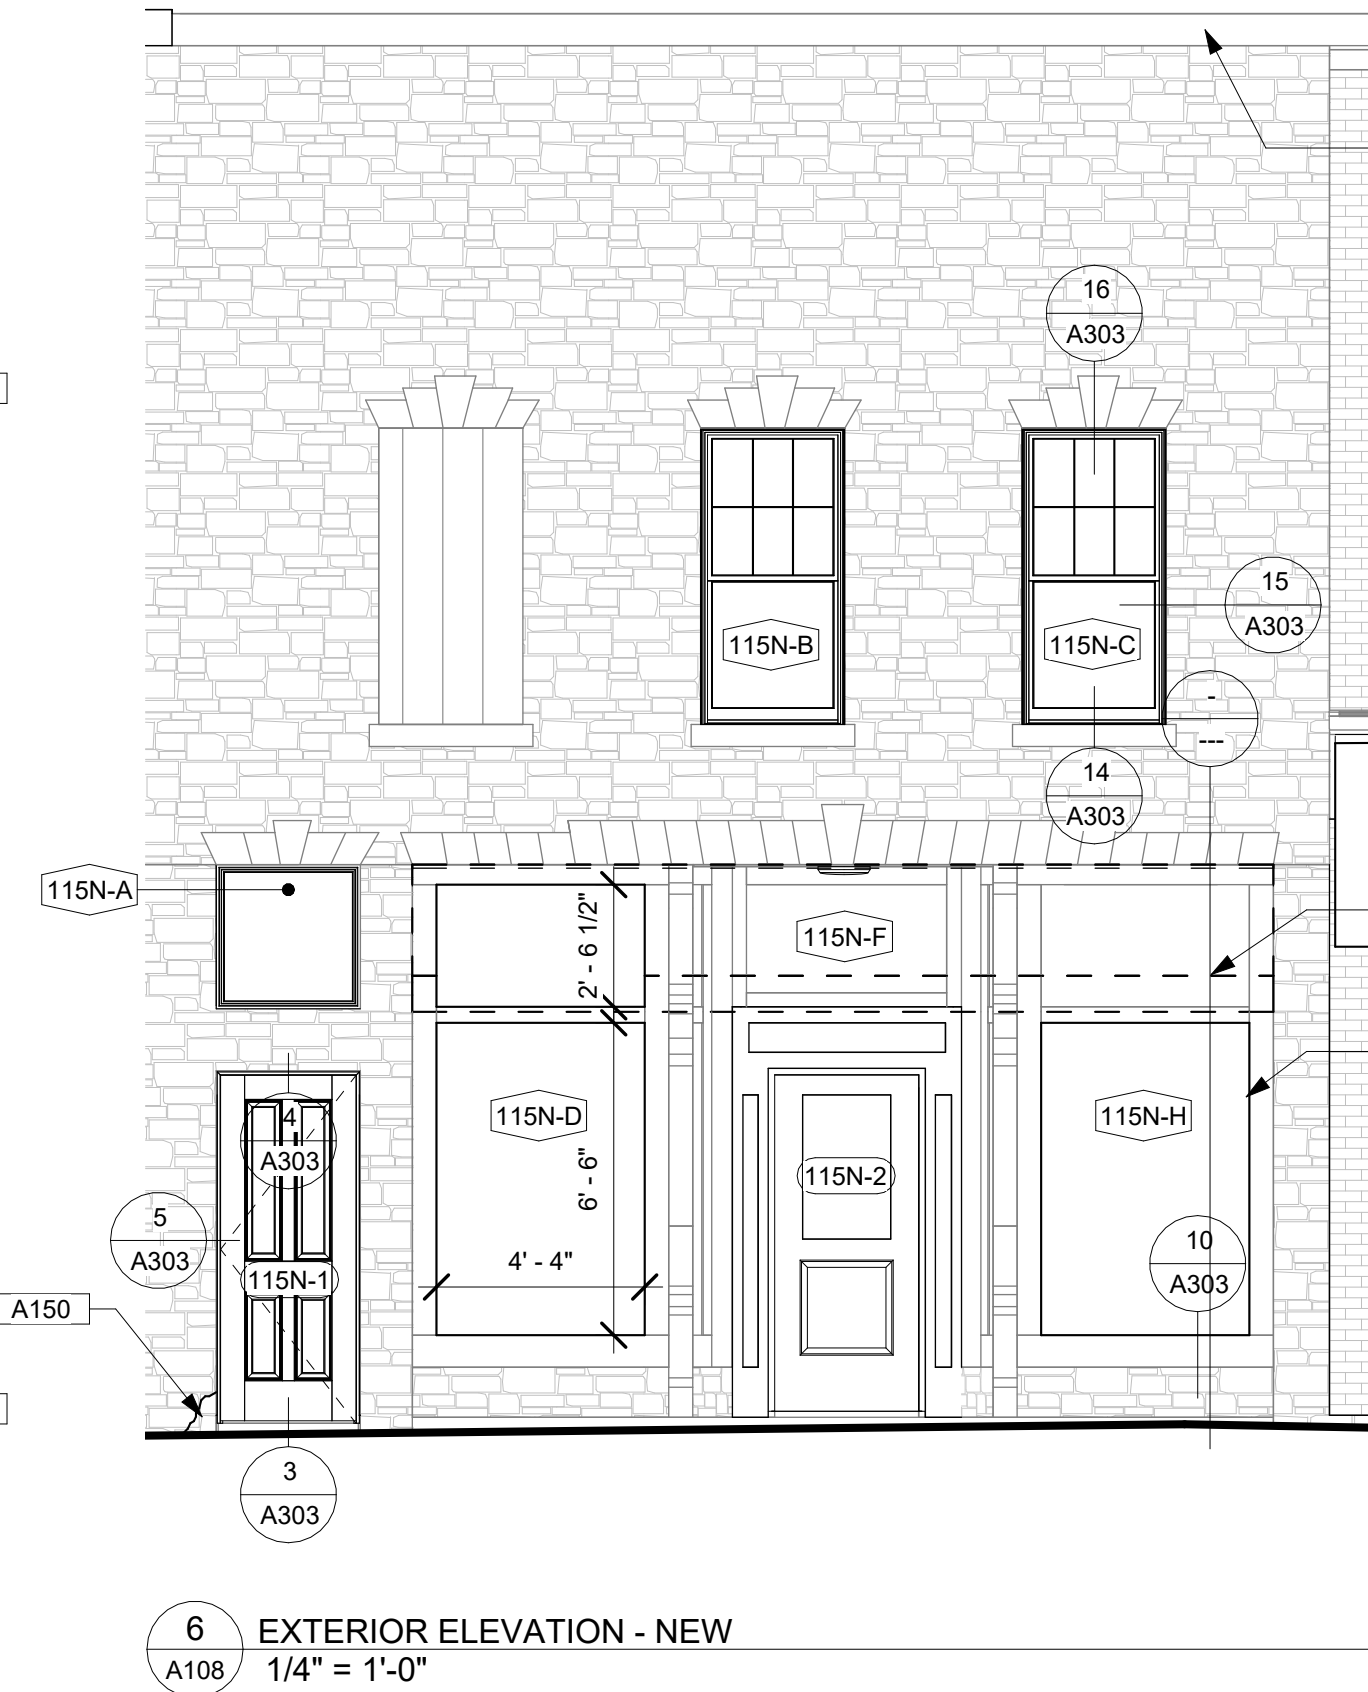 16
A303
15
A303
115N-B
115N-C
-
---
14
A303
115N-A
2' - 6 1/2"
115N-F
115N-D
115N-H
4
A303
6' - 6"
115N-2
5
A303
10
A303
4' - 4"
115N-1
A150
3
A303
6
A108
EXTERIOR ELEVATION - NEW
1/4" = 1'-0"